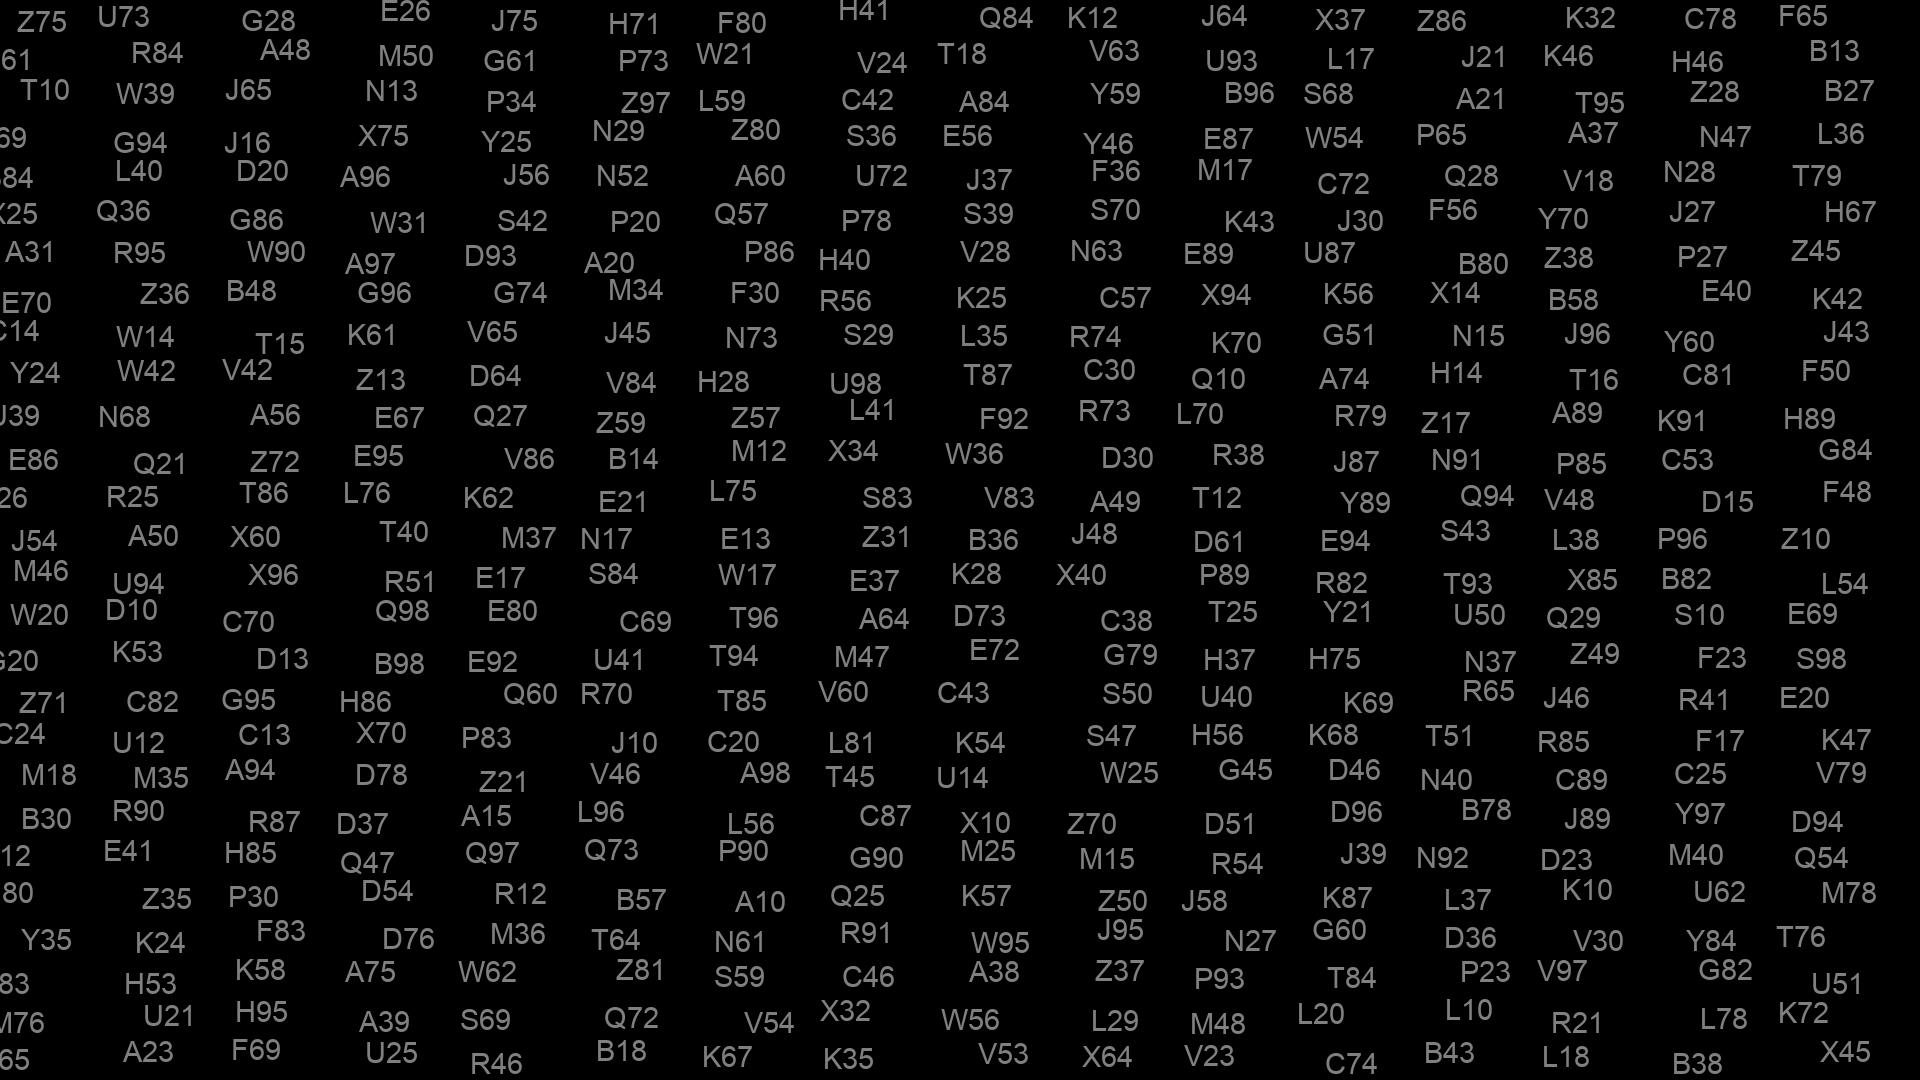 Z75 U73 G28 E26 J75 H71 F80 H41 Q84 K12 J64 X37 Z86 K32 C78 F65
61 R84 A48 M50 G61 P73 W21 V24 T18 V63 U93 L17 J21 K46 H46 B13
T10 W39 J65 N13 P34 Z97 L59 C42 A84 Y59 B96 S68 A21 T95 Z28 B27
69 G94 J16 X75 Y25 N29 Z80 S36 E56 Y46 E87 W54 P65 A37 N47 L36
84 L40 D20 A96 J56 N52 A60 U72 J37 F36 M17 C72 Q28 V18 N28 T79
X25 Q36 G86 W31 S42 P20 Q57 P78 S39 S70 K43 J30 F56 Y70 J27 H67
A31 R95 W90 A97 D93 A20 P86 H40 V28 N63 E89 U87 B80 Z38 P27 Z45
E70 Z36 B48 G96 G74 M34 F30 R56 K25 C57 X94 K56 X14 B58 E40 K42
C14 W14 T15 K61 V65 J45 N73 S29 L35 R74 K70 G51 N15 J96 Y60 J43
Y24 W42 V42 Z13 D64 V84 H28 U98 T87 C30 Q10 A74 H14 T16 C81 F50
J39 N68 A56 E67 Q27 Z59 Z57 L41 F92 R73 L70 R79 Z17 A89 K91 H89
E86 Q21 Z72 E95 V86 B14 M12 X34 W36 D30 R38 J87 N91 P85 C53 G84
26 R25 T86 L76 K62 E21 L75 S83 V83 A49 T12 Y89 Q94 V48 D15 F48
J54 A50 X60 T40 M37 N17 E13 Z31 B36 J48 D61 E94 S43 L38 P96 Z10
M46 U94 X96 R51 E17 S84 W17 E37 K28 X40 P89 R82 T93 X85 B82 L54
W20 D10 C70 Q98 E80 C69 T96 A64 D73 C38 T25 Y21 U50 Q29 S10 E69
G20 K53 D13 B98 E92 U41 T94 M47 E72 G79 H37 H75 N37 Z49 F23 S98
Z71 C82 G95 H86 Q60 R70 T85 V60 C43 S50 U40 K69 R65 J46 R41 E20
C24 U12 C13 X70 P83 J10 C20 L81 K54 S47 H56 K68 T51 R85 F17 K47
M18 M35 A94 D78 Z21 V46 A98 T45 U14 W25 G45 D46 N40 C89 C25 V79
B30 R90 R87 D37 A15 L96 L56 C87 X10 Z70 D51 D96 B78 J89 Y97 D94
12 E41 H85 Q47 Q97 Q73 P90 G90 M25 M15 R54 J39 N92 D23 M40 Q54
80 Z35 P30 D54 R12 B57 A10 Q25 K57 Z50 J58 K87 L37 K10 U62 M78
Y35 K24 F83 D76 M36 T64 N61 R91 W95 J95 N27 G60 D36 V30 Y84 T76
83 H53 K58 A75 W62 Z81 S59 C46 A38 Z37 P93 T84 P23 V97 G82 U51
M76 U21 H95 A39 S69 Q72 V54 X32 W56 L29 M48 L20 L10 R21 L78 K72
65 A23 F69 U25 R46 B18 K67 K35 V53 X64 V23 C74 B43 L18 B38 X45